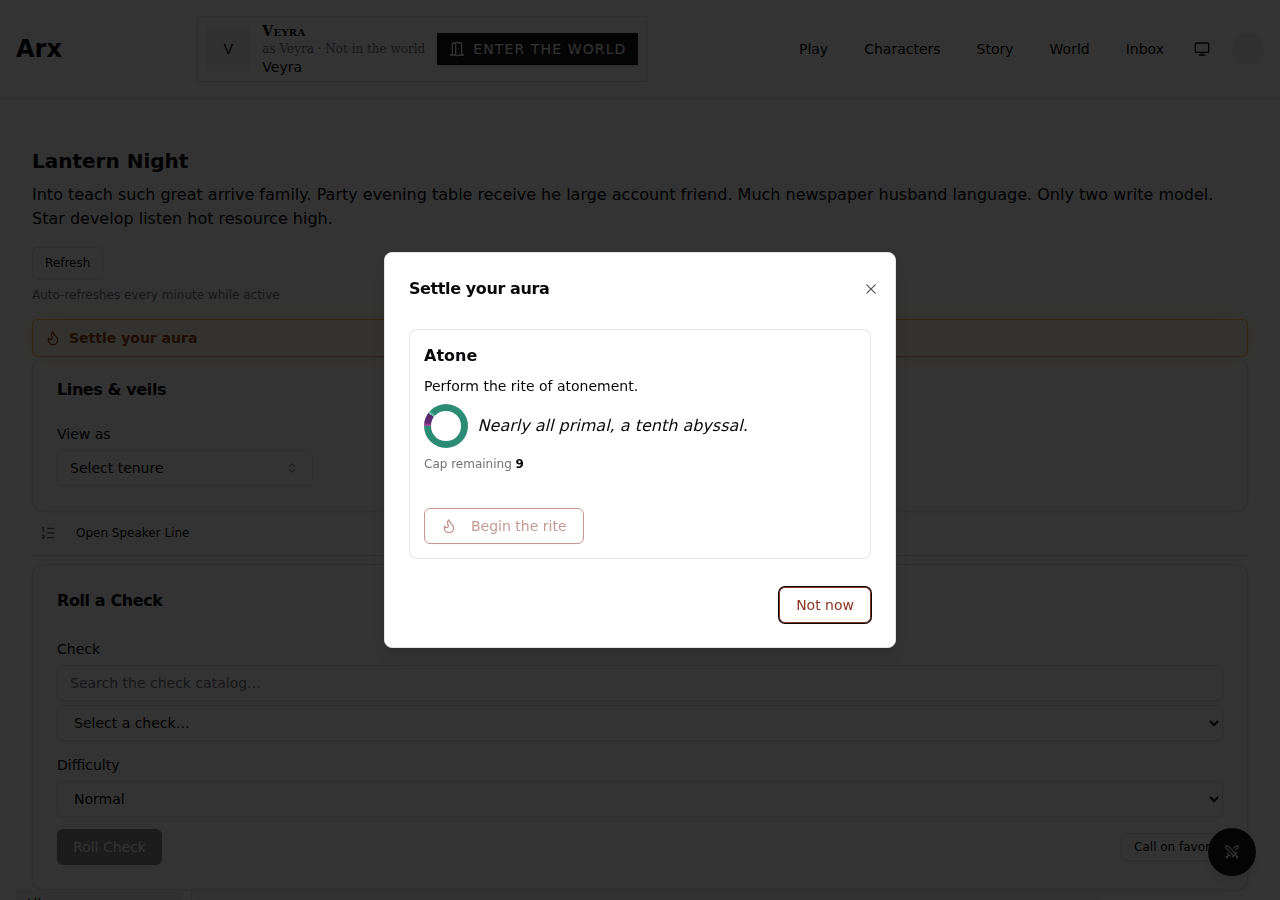 Arx
V
Veyra
as Veyra · Not in the world
Veyra
ENTER THE WORLD
Play
Characters
Story
World
Inbox
Lantern Night
Into teach such great arrive family. Party evening table receive he large account friend. Much newspaper husband language. Only two write model.
Star develop listen hot resource high.
Refresh
Auto-refreshes every minute while active
Settle your aura
Lines & veils
View as
Select tenure
Open Speaker Line
Roll a Check
Check
Search the check catalog...
Select a check...
Difficulty
Normal
Roll Check
Call on favor
Settle your aura
Atone
Perform the rite of atonement.
Nearly all primal, a tenth abyssal.
Cap remaining 9
Begin the rite
Not now